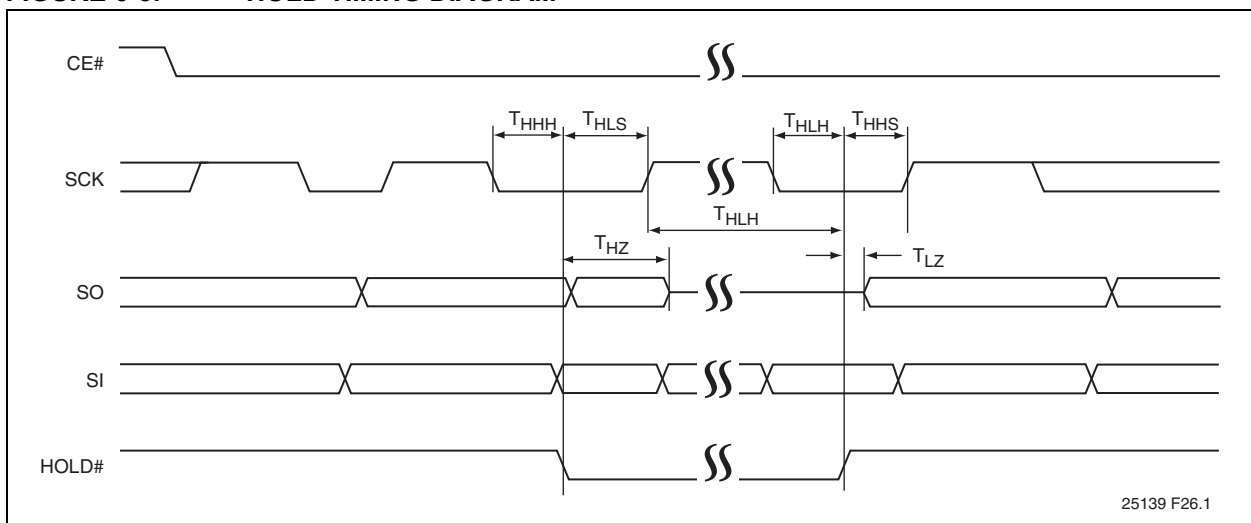 CE#
THHH THLS THLH THHS
SCK
THLH
THZ TLZ
SO
SI
HOLD#
25139 F26.1